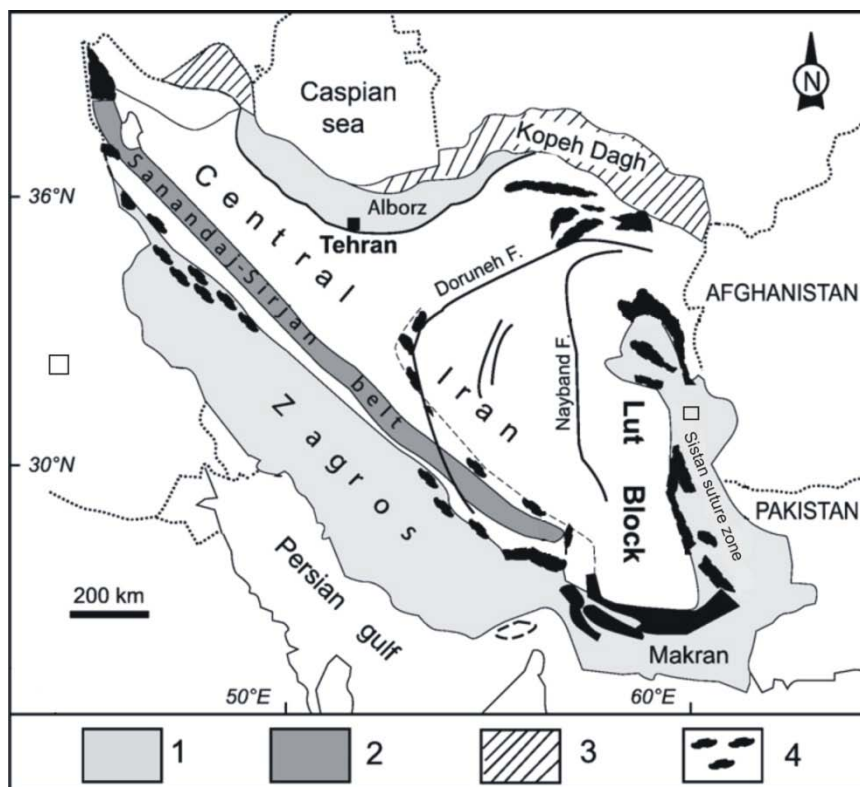 N
Caspian
sea
Kopeh Dagh
36°N
Sanandaj-Sirjan
belt
Central
Iran
Alborz
Tehran
Doruneh F.
AFGHANISTAN
Nayband F.
Lut
Block
Zagros
Sistan suture zone
30°N
PAKISTAN
200 km
Persian
gulf
Makran
50°E
60°E
1
2
3
4